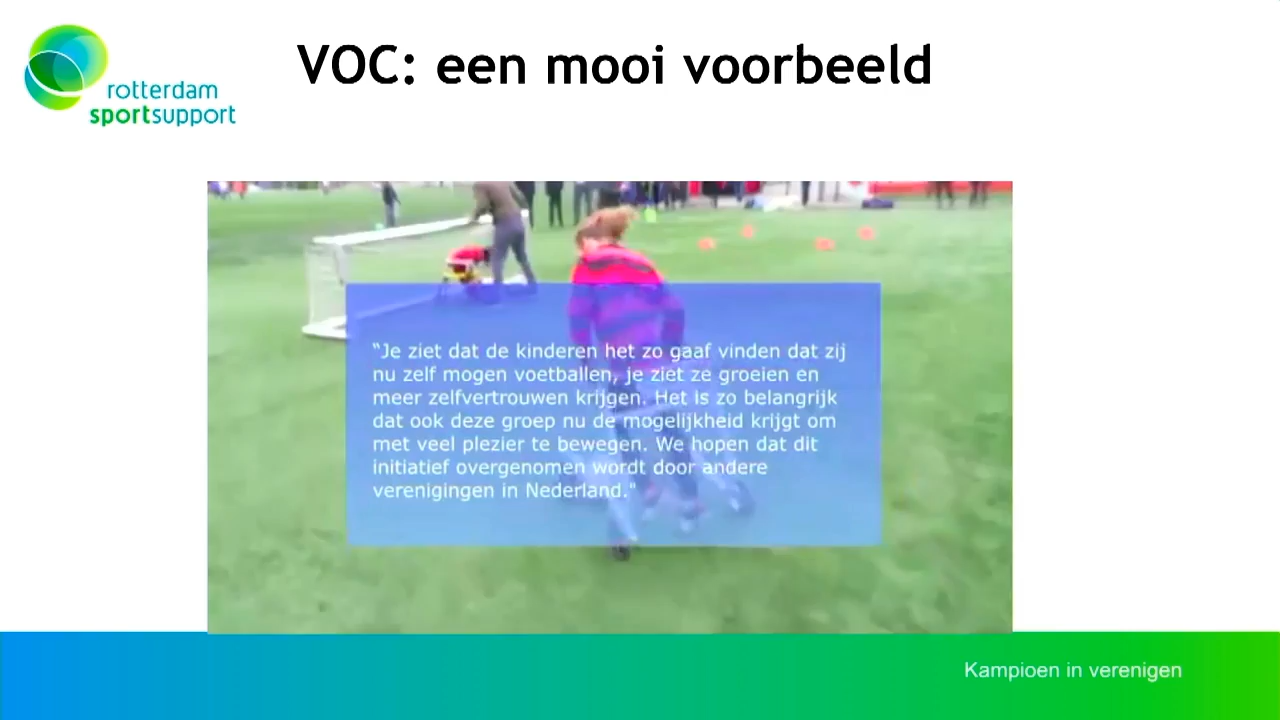 VOC: een mooi voorbeeld
rotterdam
sportsupport
“Je ziet dat de kinderen het zo gaaf vinden dat zij
nu zelf mogen voetballen, je ziet ze groeien en
meer zelfvertrouwen krijgen. Het is zo belangrijk
dat ook deze groep nu de mogelijkheid krijgt om
met veel plezier te bewegen. We hopen dat dit
initiatief overgenomen wordt door andere
verenigingen in Nederland."
Kampioen in verenigen